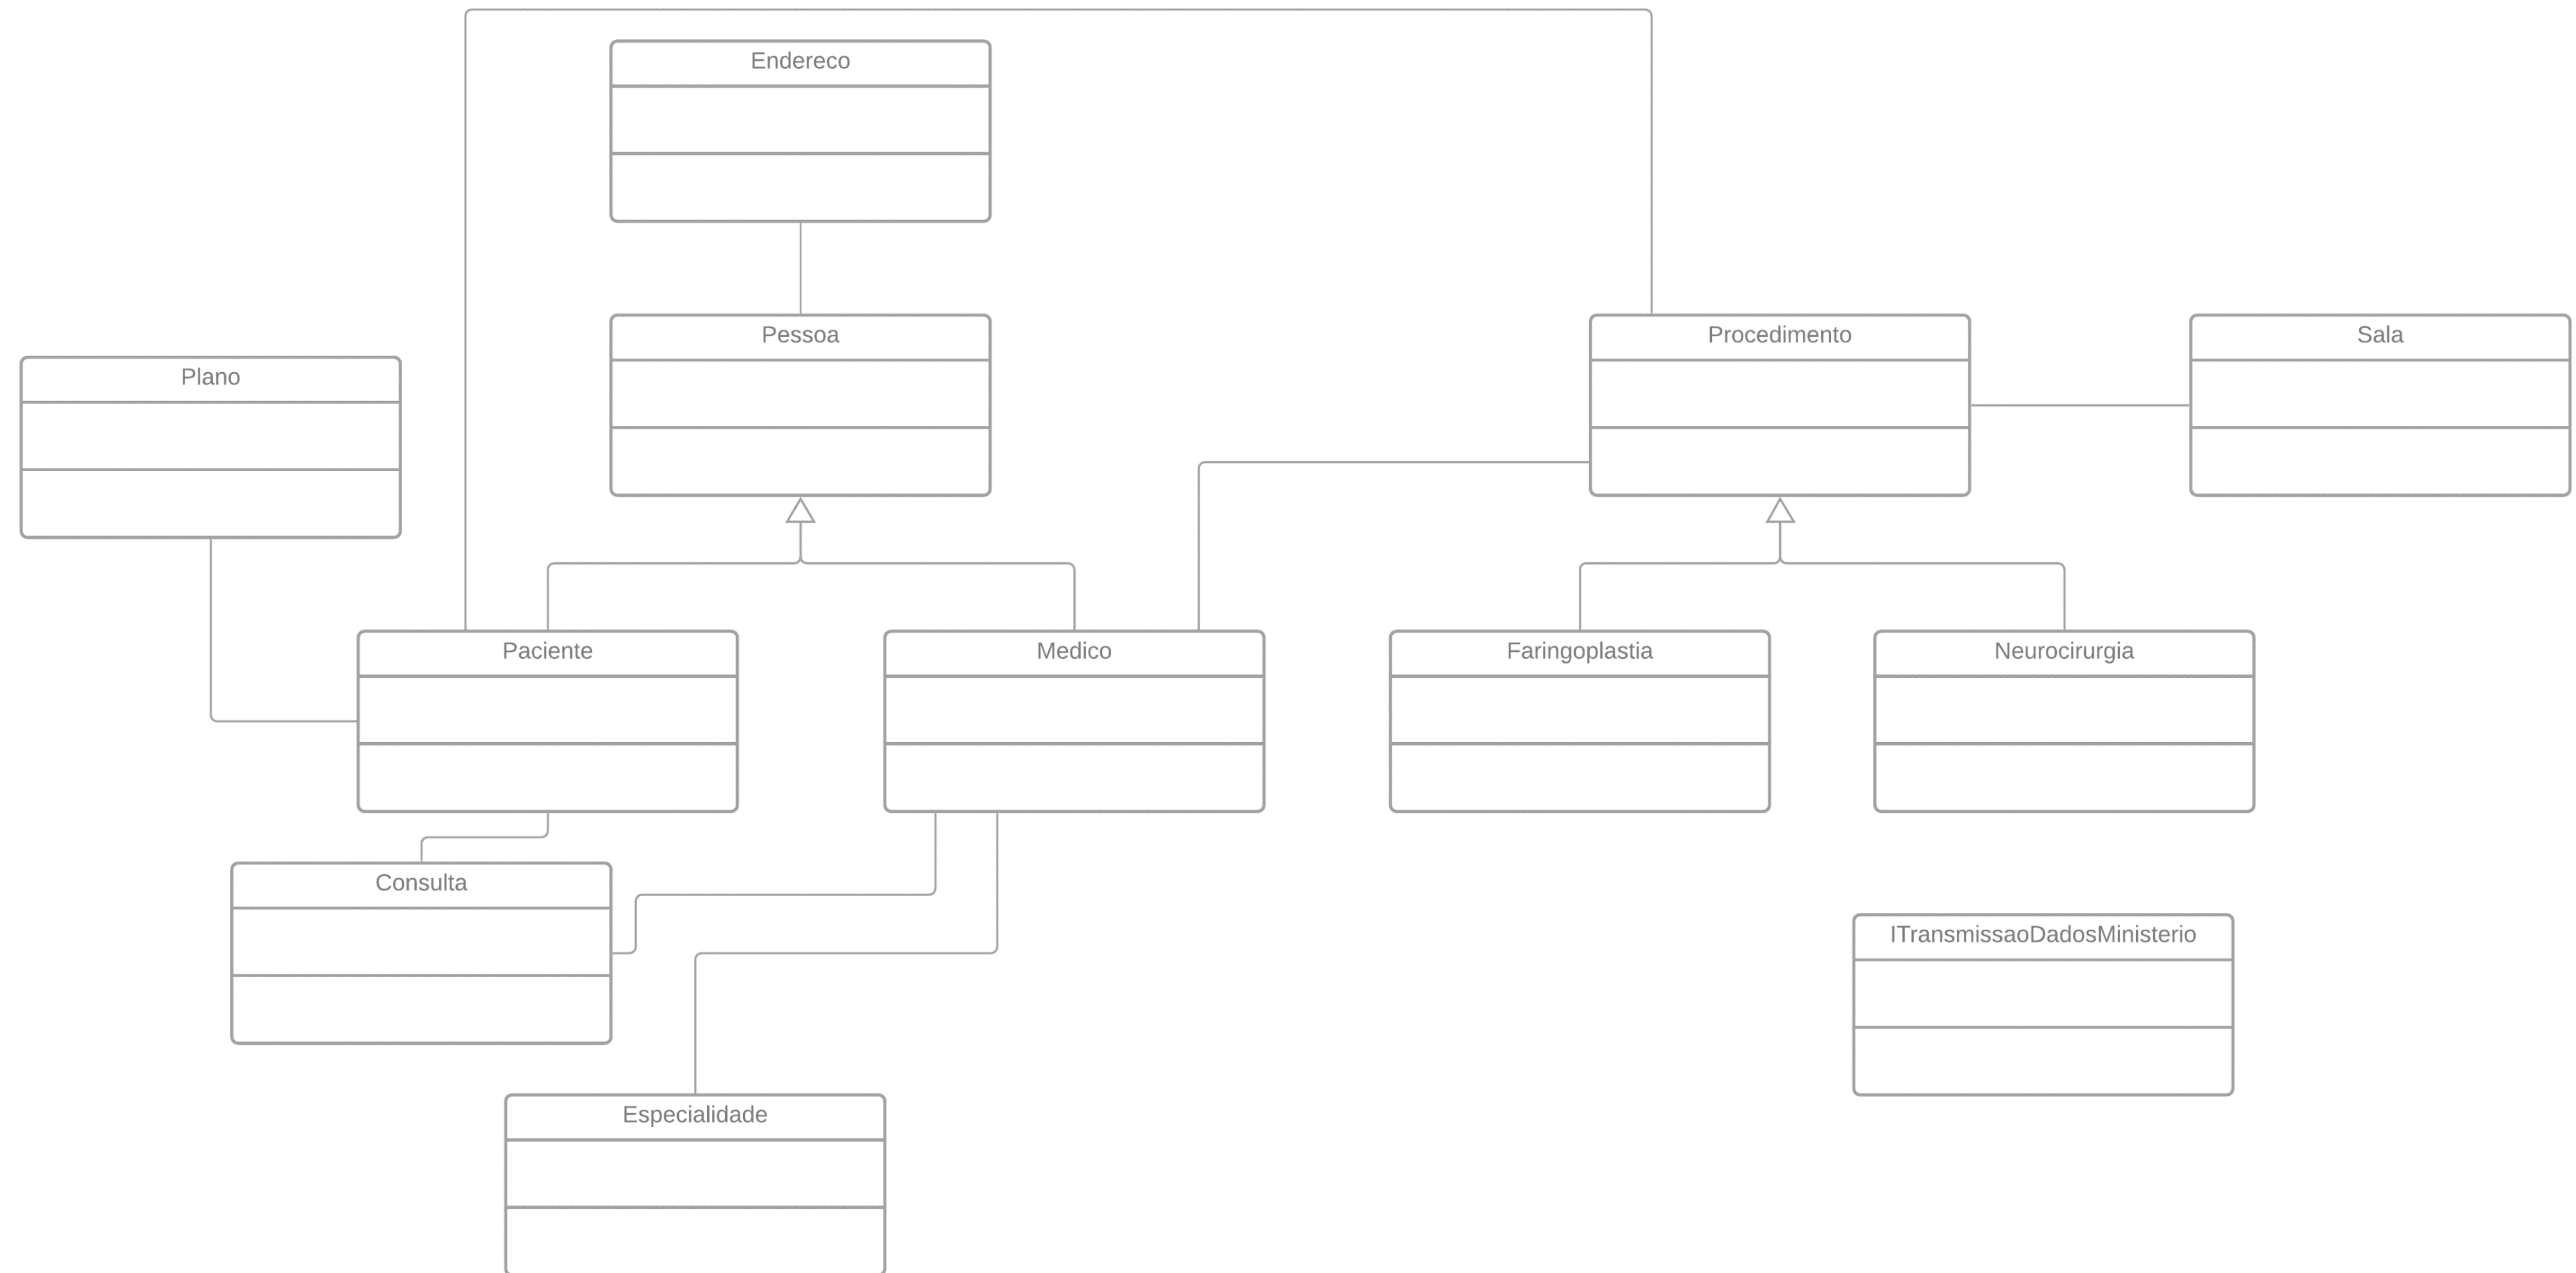 Endereco
Pessoa
Procedimento
Sala
Plano
Paciente
Medico
Faringoplastia
Neurocirurgia
Consulta
ITransmissaoDadosMinisterio
Especialidade